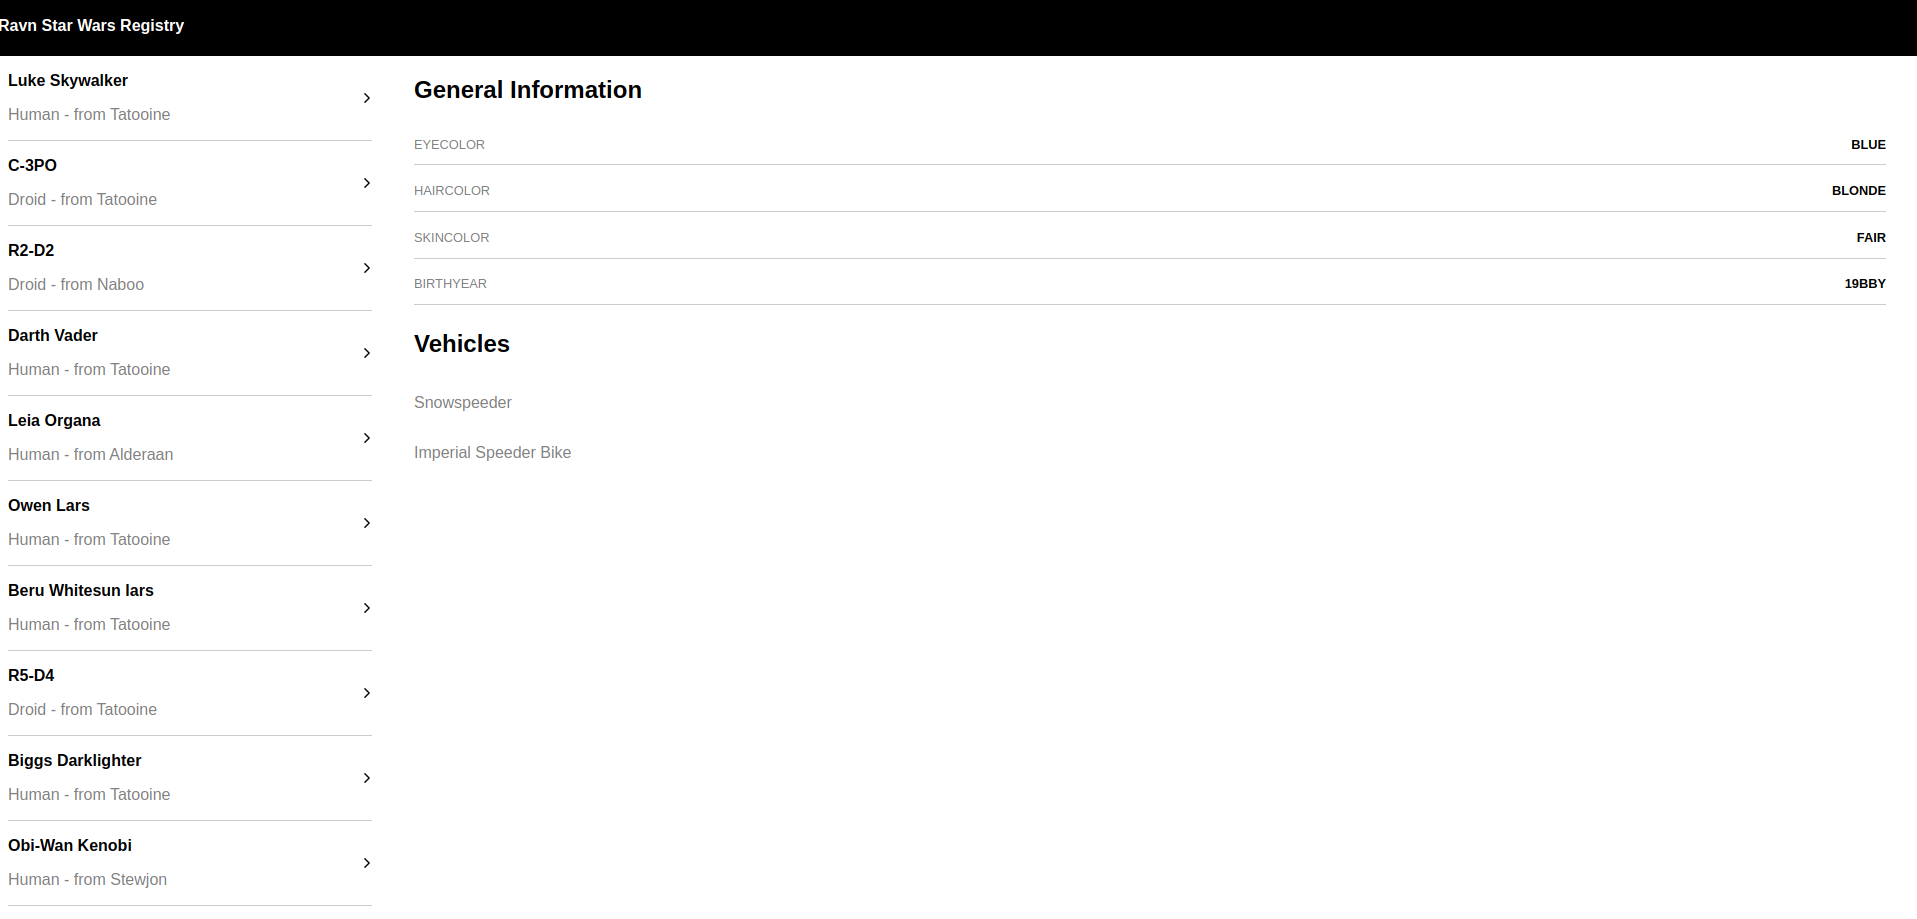 Ravn Star Wars Registry
Luke Skywalker
Human - from Tatooine
C-3PO
Droid - from Tatooine
R2-D2
Droid - from Naboo
Darth Vader
Human - from Tatooine
Leia Organa
Human - from Alderaan
Owen Lars
Human - from Tatooine
Beru Whitesun lars
Human - from Tatooine
R5-D4
Droid - from Tatooine
Biggs Darklighter
Human - from Tatooine
Obi-Wan Kenobi
Human - from Stewjon
General Information
EYECOLOR BLUE
HAIRCOLOR BLONDE
SKINCOLOR FAIR
BIRTHYEAR 19BBY
Vehicles
Snowspeeder
Imperial Speeder Bike